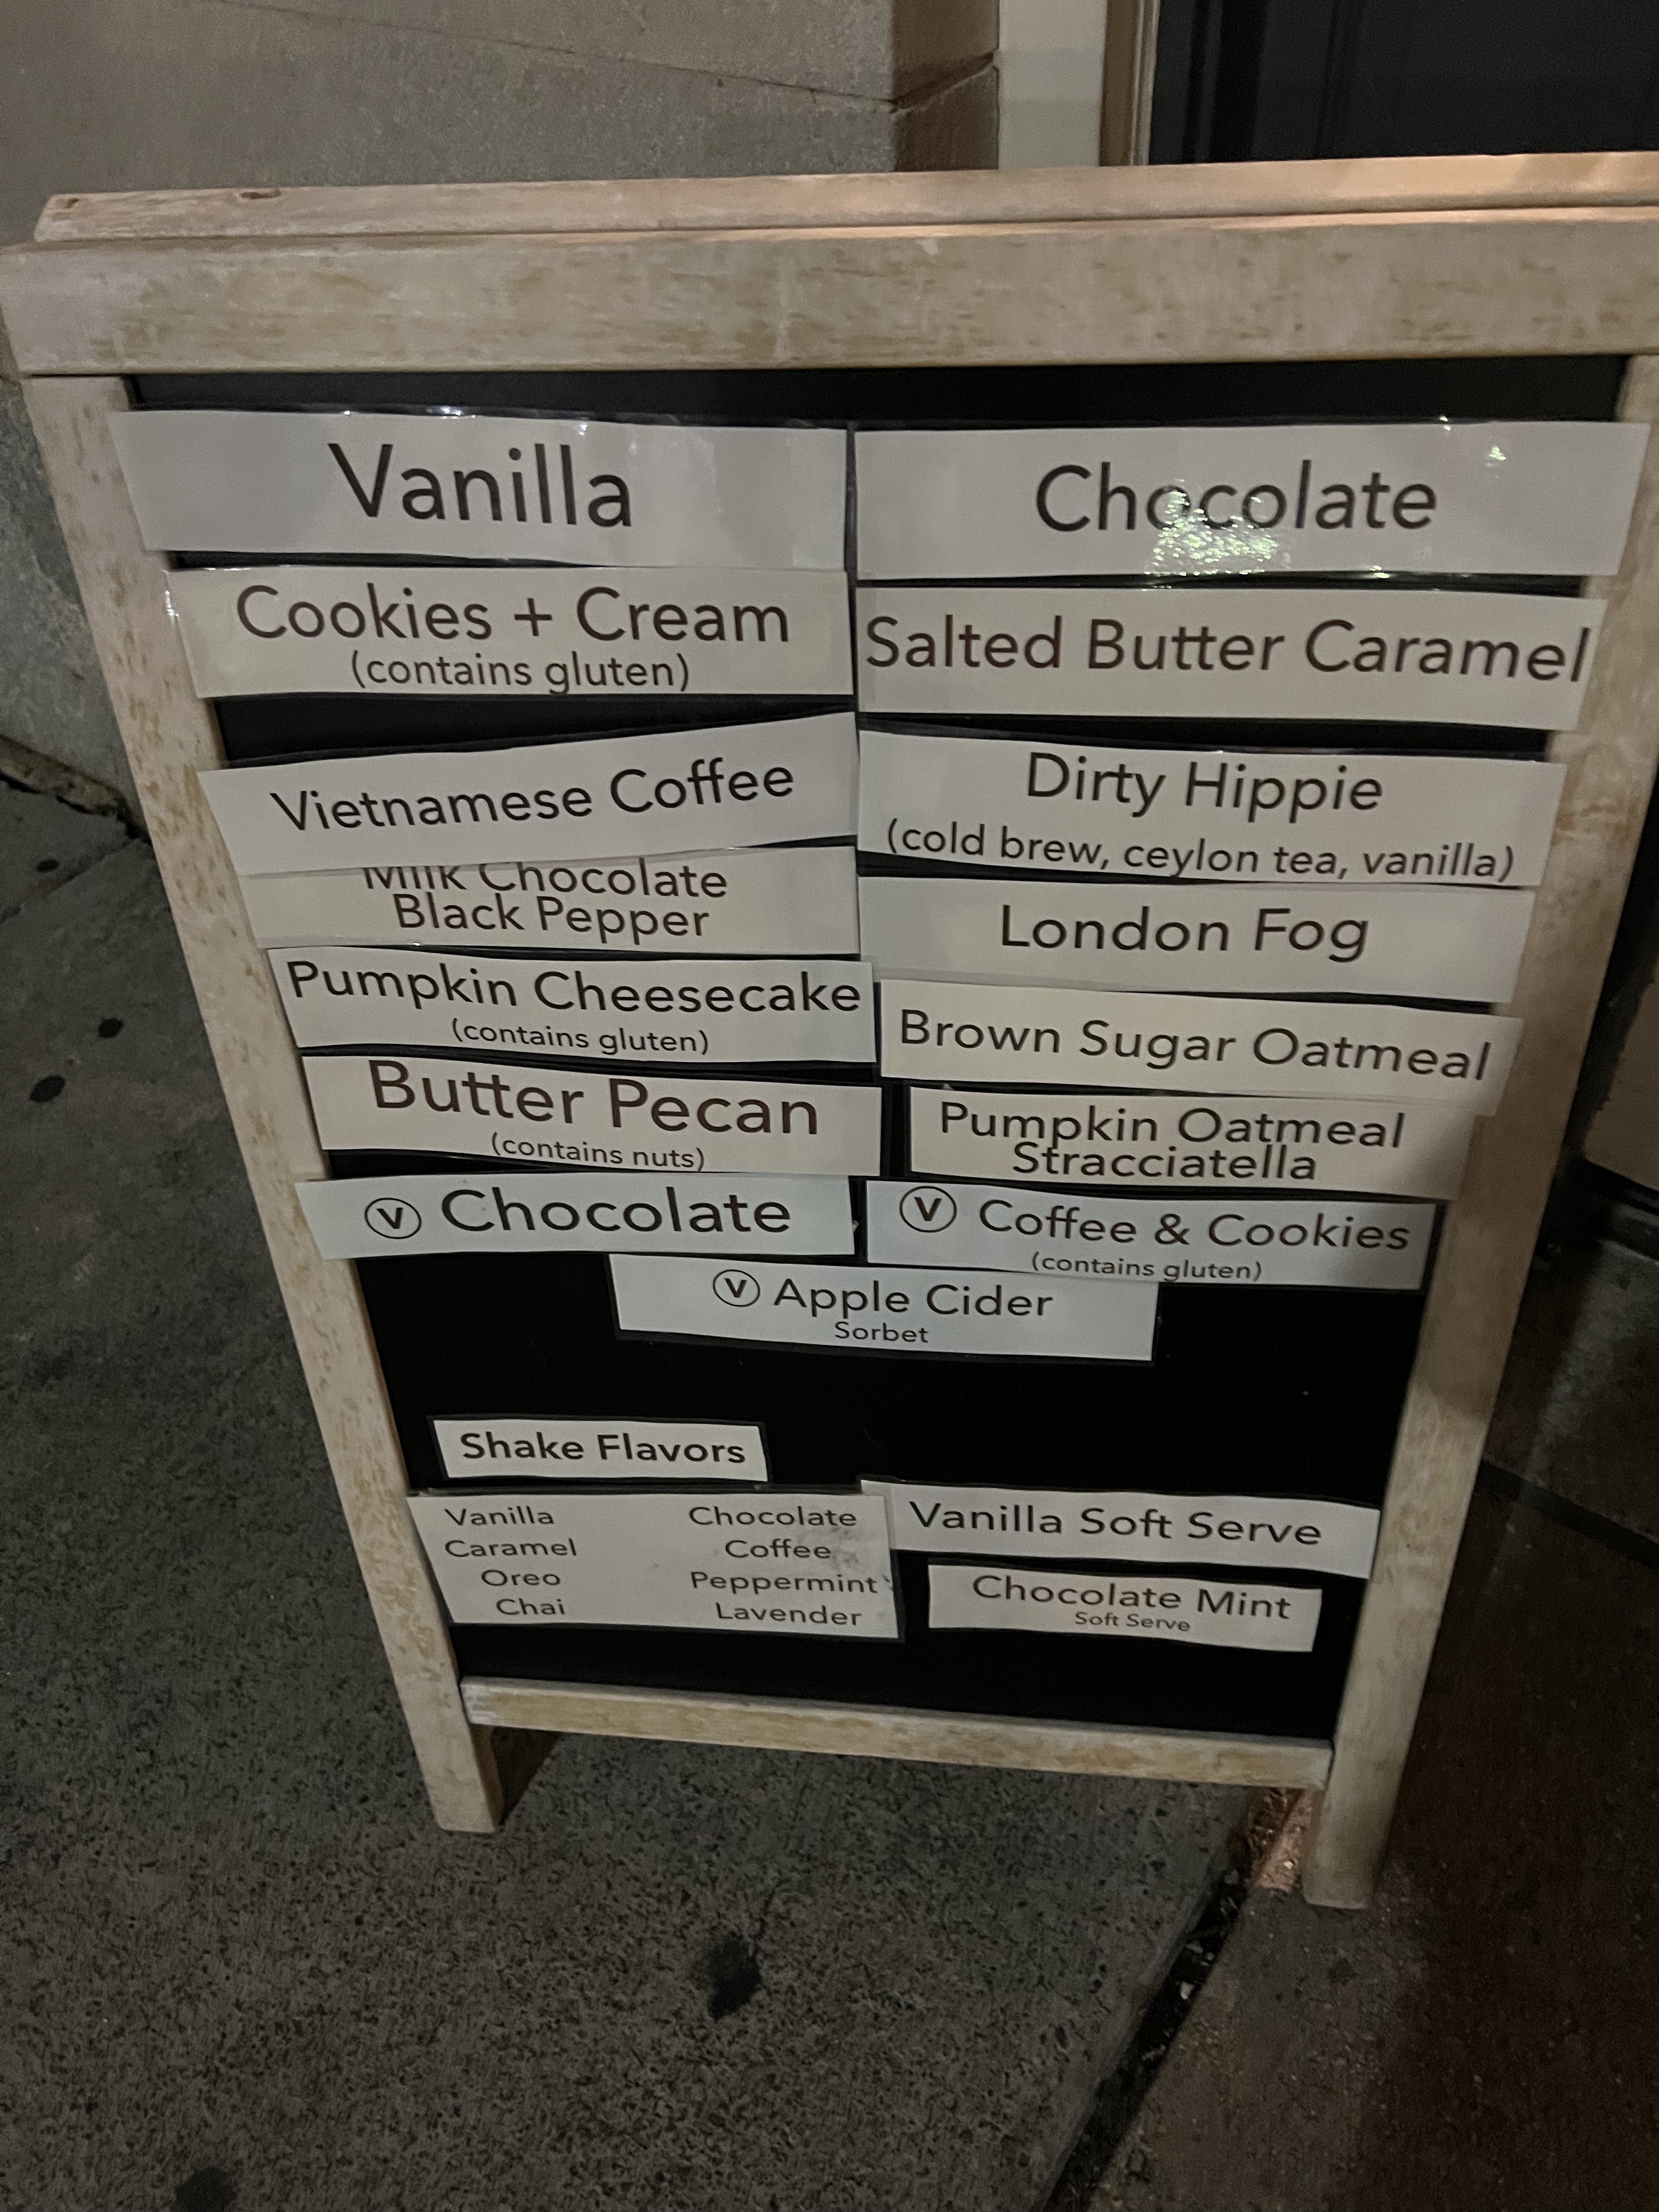 Vanilla
Chocolate
Cookies + Cream
(contains gluten)
Salted Butter Caramel
Vietnamese Coffee
Dirty Hippie
(cold brew, ceylon tea, vanilla)
Milk Chocolate
Black Pepper
London Fog
Pumpkin Cheesecake
(contains gluten)
Brown Sugar Oatmeal
Butter Pecan
(contains nuts)
Pumpkin Oatmeal
Stracciatella
V Chocolate
V Coffee & Cookies
(contains gluten)
V Apple Cider
Sorbet
Shake Flavors
Vanilla Chocolate
Caramel Coffee
Oreo Peppermint
Chai Lavender
Vanilla Soft Serve
Chocolate Mint
Soft Serve